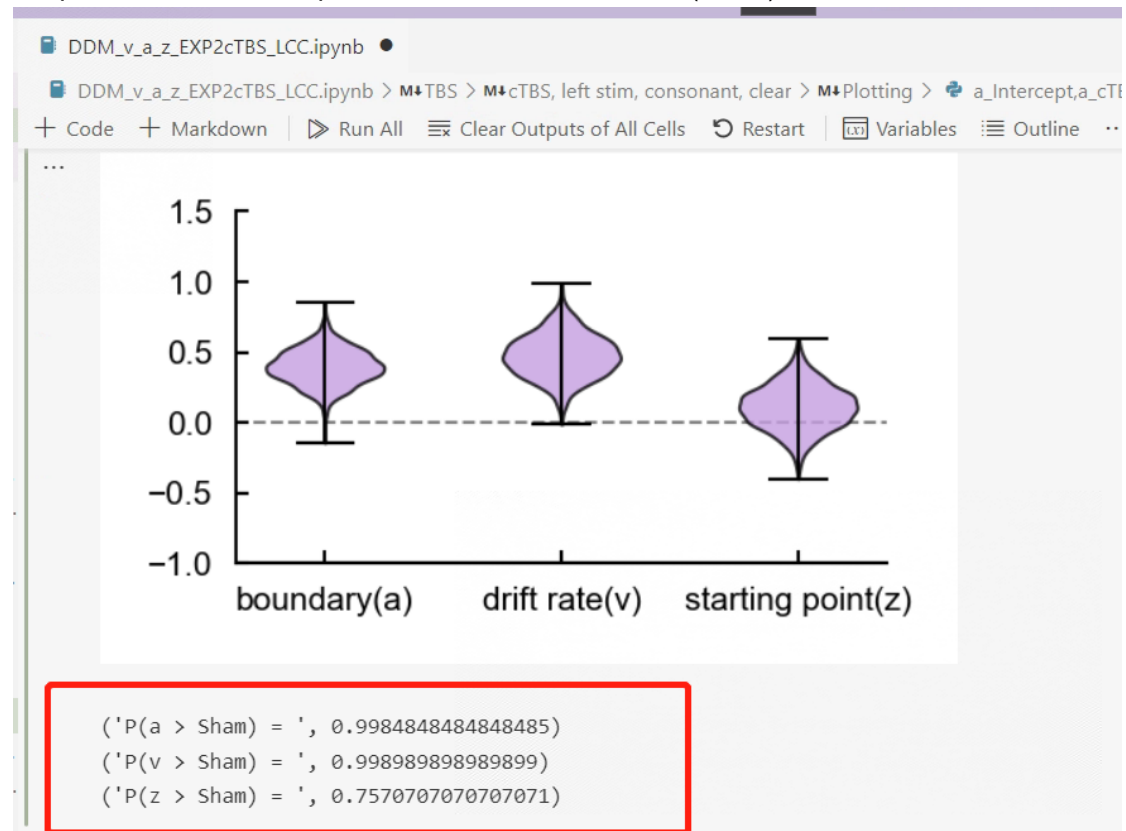 DDM_v_a_z_EXP2cTBS_LCC.ipynb ●
DDM_v_a_z_EXP2cTBS_LCC.ipynb > M↓TBS > M↓cTBS, left stim, consonant, clear > M↓Plotting > a_Intercept,a_cTB
+ Code + Markdown | Run All Clear Outputs of All Cells Restart | (x) Variables Outline ...
...
1.5
1.0
0.5
0.0
−0.5
−1.0
boundary(a) drift rate(v) starting point(z)
('P(a > Sham) = ', 0.9984848484848485)
('P(v > Sham) = ', 0.998989898989899)
('P(z > Sham) = ', 0.7570707070707071)